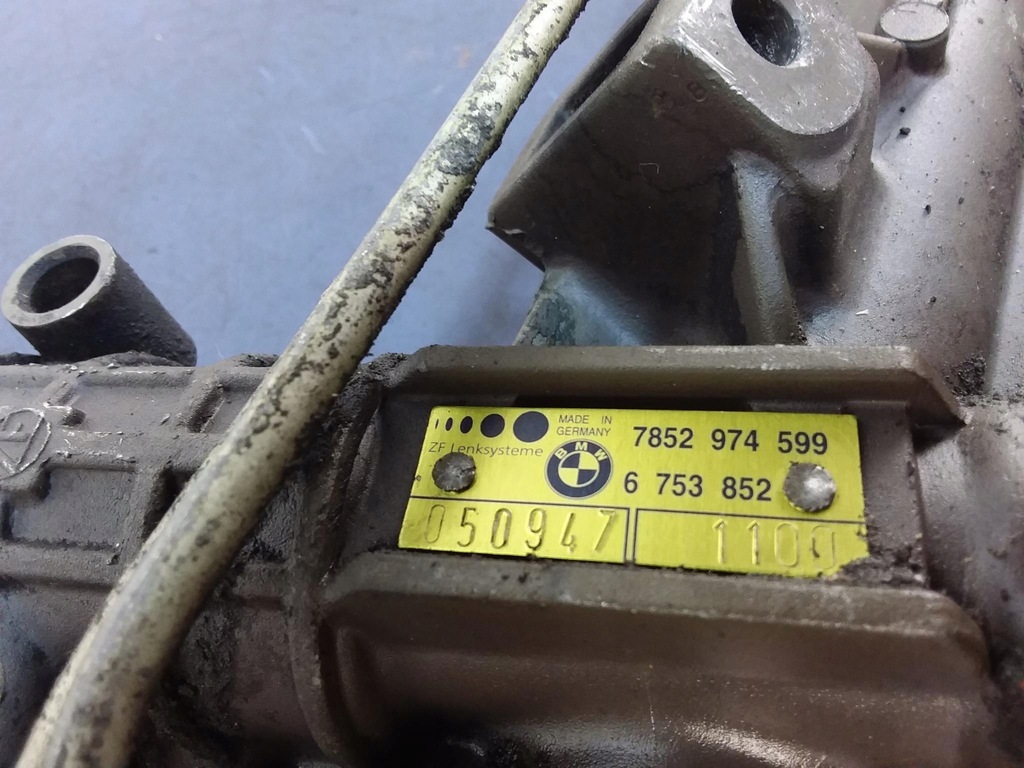 MADE IN
GERMANY
7852 974 599
ZF Lenksysteme
BMW
6 753 852
050947
1100